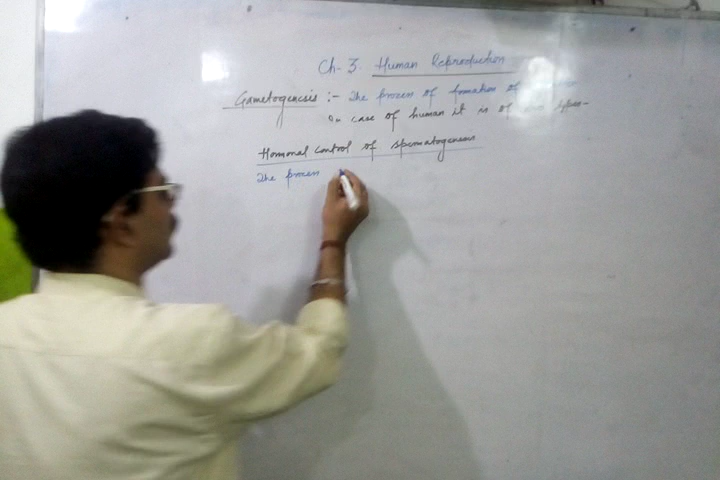 Ch-3. Human Reproduction
Gametogenesis :- The process of formation of
In case of human it is of types-
Hormonal control of spermatogenesis
The process